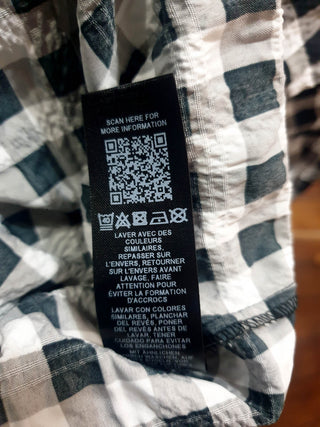 SCAN HERE FOR
MORE INFORMATION
LAVER AVEC DES
COULEURS
SIMILAIRES,
REPASSER SUR
L'ENVERS, RETOURNER
SUR L'ENVERS AVANT
LAVAGE, FAIRE
ATTENTION POUR
ÉVITER LA FORMATION
D'ACCROCS
LAVAR CON COLORES
SIMILARES, PLANCHAR
DEL REVÉS, PONER
DEL REVÉS ANTES DE
LAVAR, TENER
CUIDADO PARA EVITAR
LOS ENGANCHONES
MIT ÄHNLICHEN